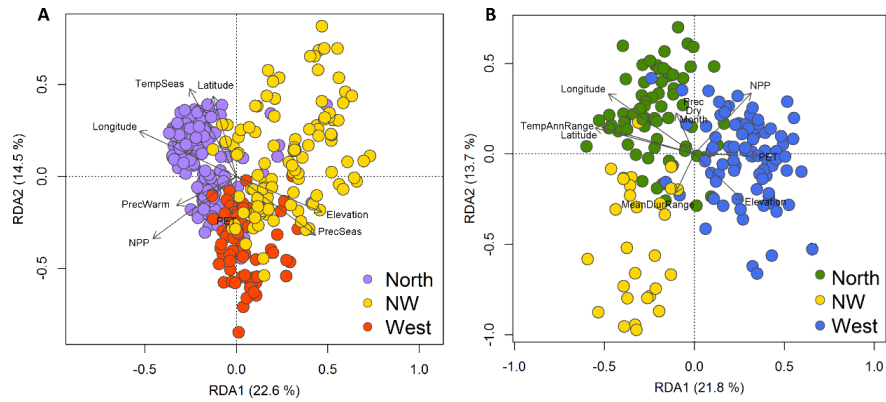 A
TempSeas
Latitude
Longitude
PrecWarm
NPP
PET
Elevation
PrecSeas
North
NW
West
0.5
0.0
-0.5
-0.5 0.0 0.5 1.0
RDA2 (14.5 %)
RDA1 (22.6 %)
B
Longitude
NPP
Prec
Dry
Month
TempAnnRange
Latitude
PET
MeanDiurRange
Elevation
North
NW
West
0.5
0.0
-0.5
-1.0
-1.0 -0.5 0.0 0.5 1.0
RDA2 (13.7 %)
RDA1 (21.8 %)